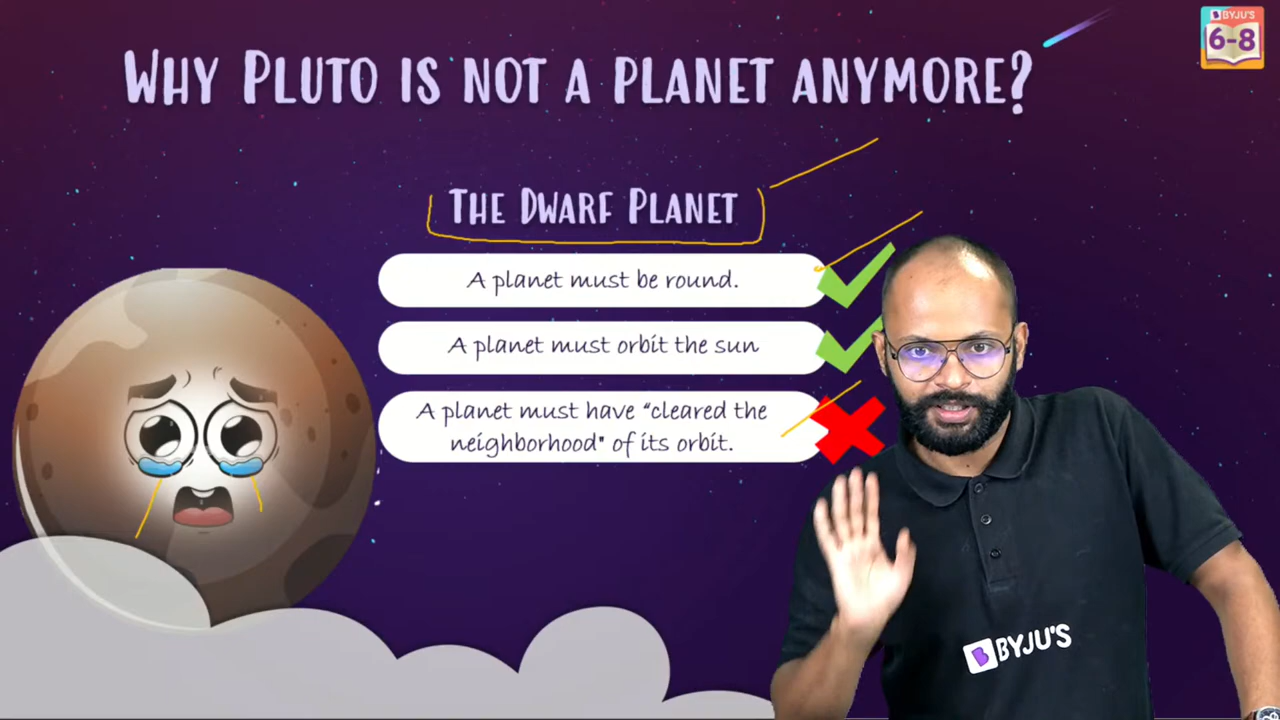 BYJU'S
6-8
WHY PLUTO IS NOT A PLANET ANYMORE?
THE DWARF PLANET
A planet must be round.
A planet must orbit the sun
A planet must have “cleared the
neighborhood" of its orbit.
BYJU'S